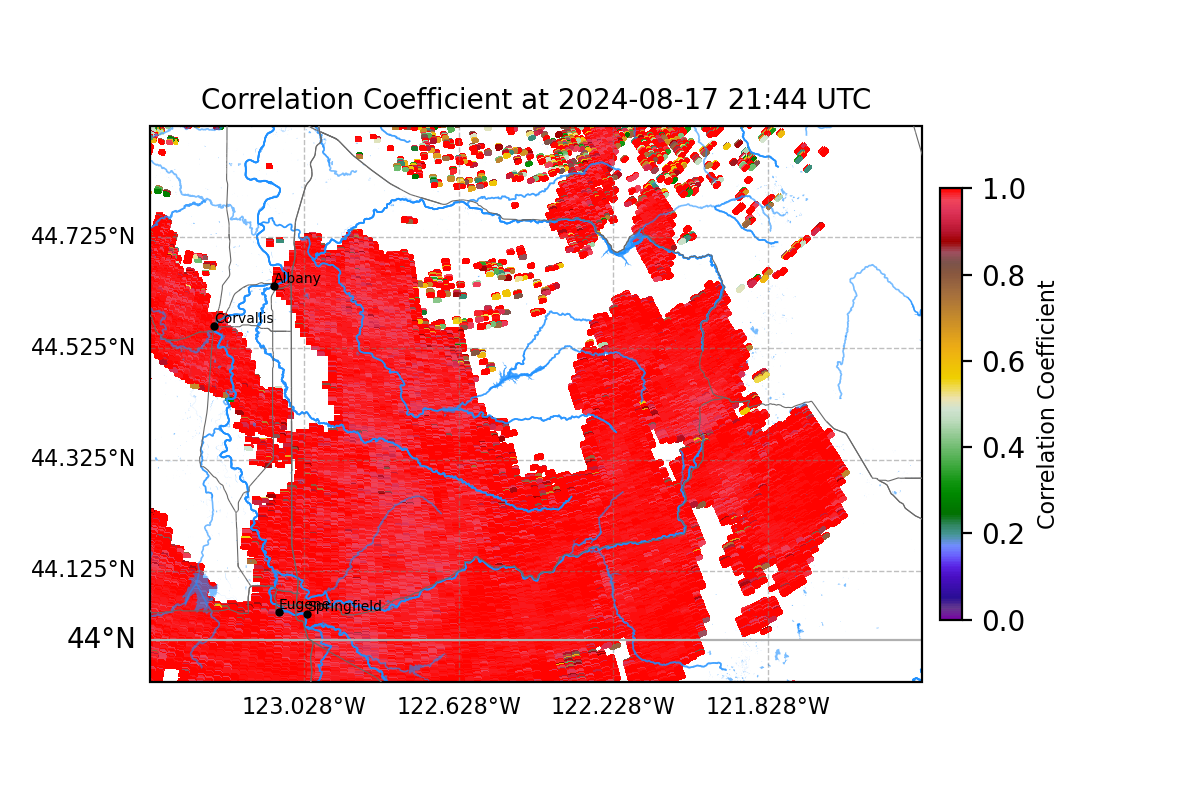 Correlation Coefficient at 2024-08-17 21:44 UTC
44.725°N
44.525°N
44.325°N
44.125°N
44°N
123.028°W
122.628°W
122.228°W
121.828°W
Albany
Corvallis
Eugene
Springfield
1.0
0.8
0.6
0.4
0.2
0.0
Correlation Coefficient